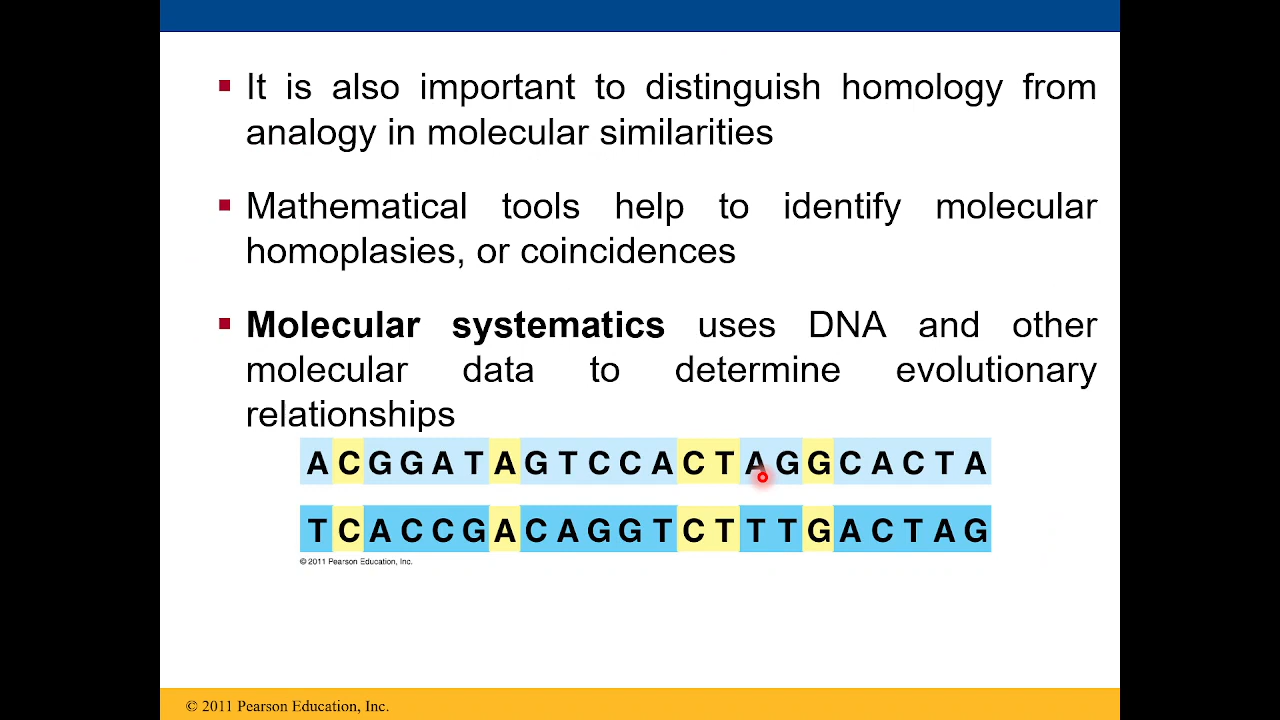 It is also important to distinguish homology from
analogy in molecular similarities
Mathematical tools help to identify molecular
homoplasies, or coincidences
Molecular systematics uses DNA and other
molecular data to determine evolutionary
relationships
A C G G A T A G T C C A C T A G G C A C T A
T C A C C G A C A G G T C T T T G A C T A G
© 2011 Pearson Education, Inc.
© 2011 Pearson Education, Inc.